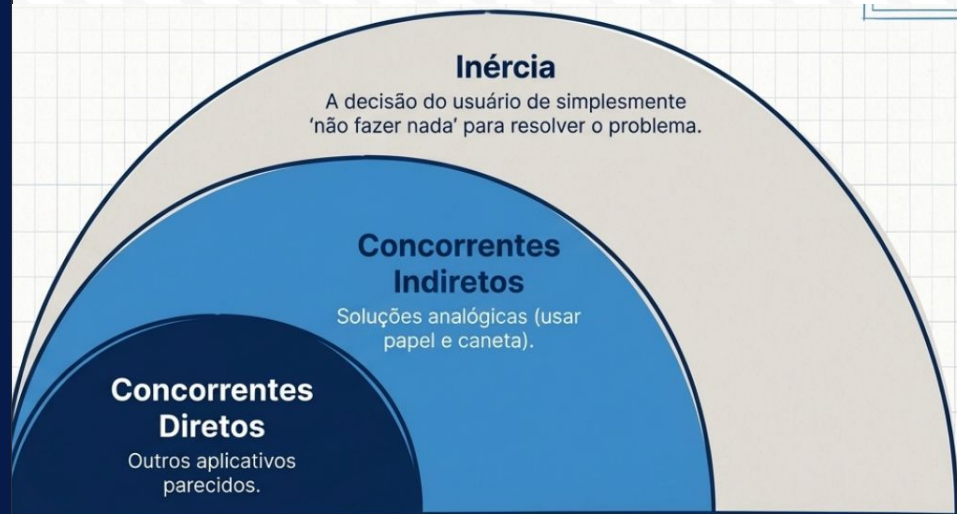 Inércia
A decisão do usuário de simplesmente
‘não fazer nada’ para resolver o problema.
Concorrentes
Indiretos
Soluções analógicas (usar
papel e caneta).
Concorrentes
Diretos
Outros aplicativos
parecidos.